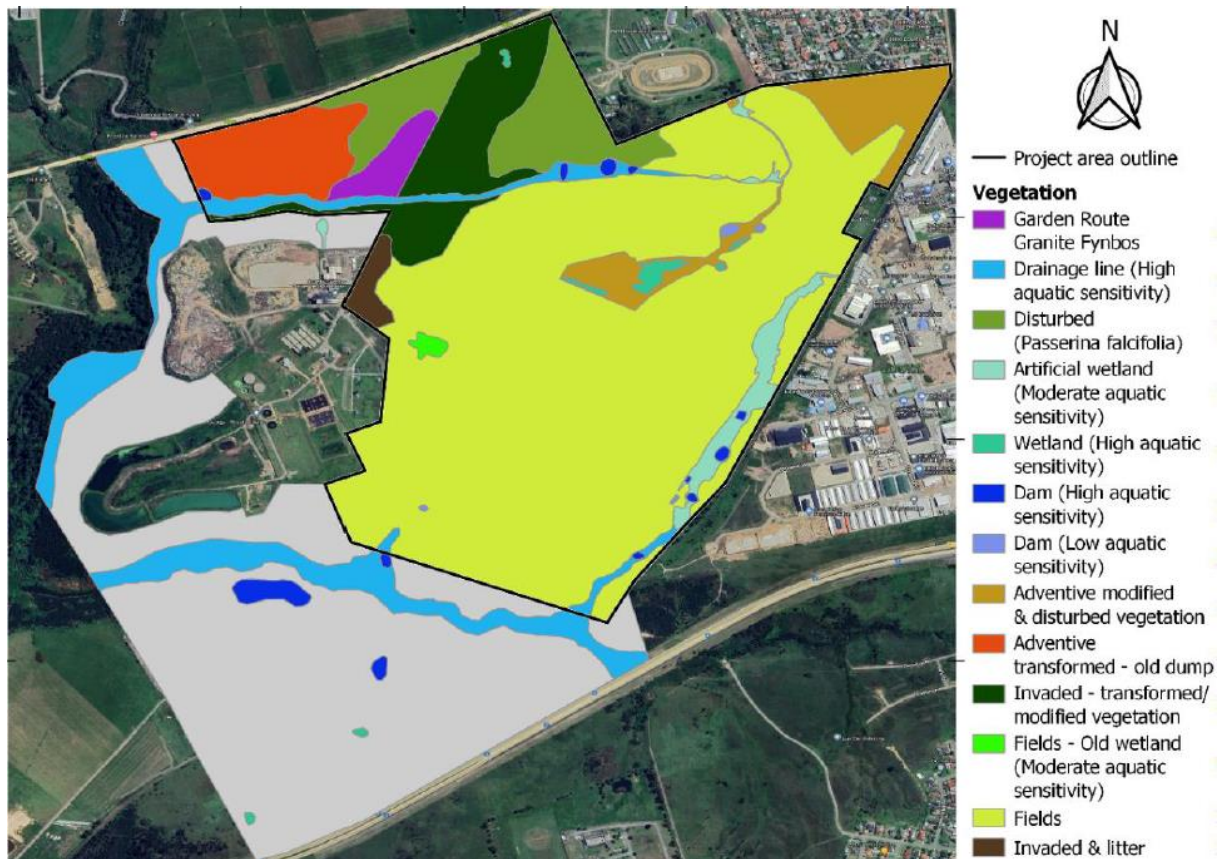 N
Project area outline
Vegetation
Garden Route
Granite Fynbos
Drainage line (High
aquatic sensitivity)
Disturbed
(Passerina falcifolia)
Artificial wetland
(Moderate aquatic
sensitivity)
Wetland (High aquatic
sensitivity)
Dam (High aquatic
sensitivity)
Dam (Low aquatic
sensitivity)
Adventive modified
& disturbed vegetation
Adventive
transformed - old dump
Invaded - transformed/
modified vegetation
Fields - Old wetland
(Moderate aquatic
sensitivity)
Fields
Invaded & litter